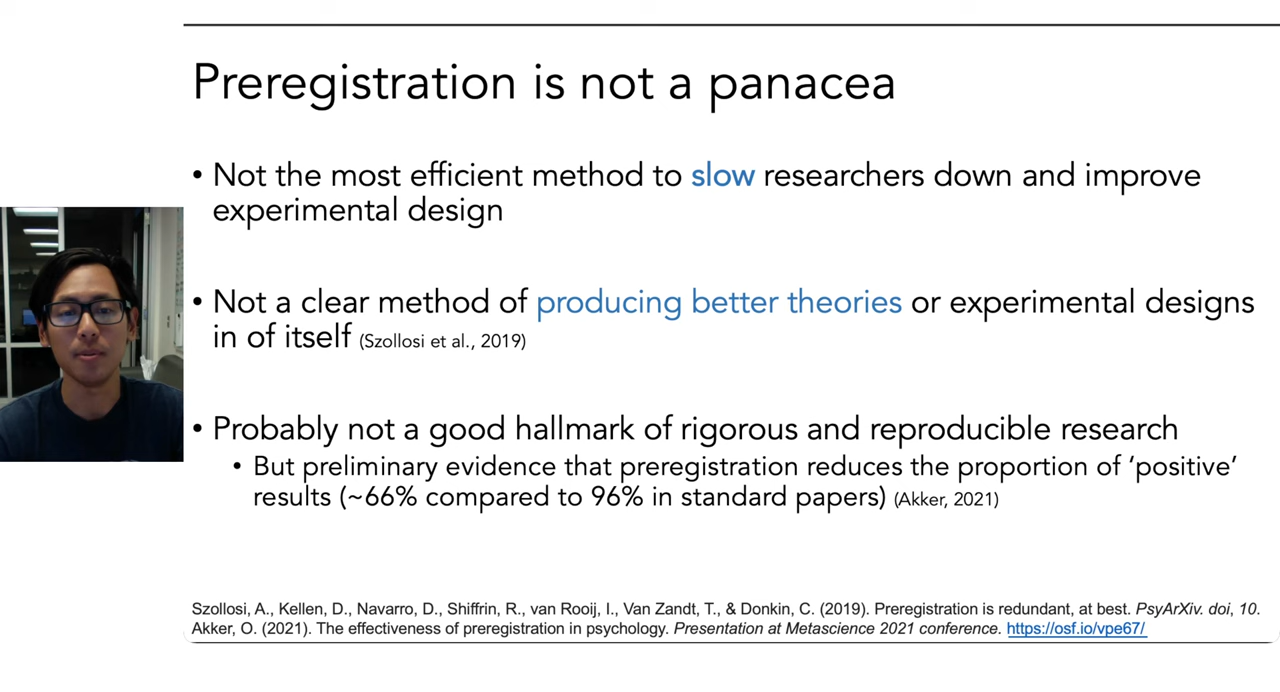 Preregistration is not a panacea
• Not the most efficient method to slow researchers down and improve
experimental design
• Not a clear method of producing better theories or experimental designs
in of itself (Szollosi et al., 2019)
• Probably not a good hallmark of rigorous and reproducible research
• But preliminary evidence that preregistration reduces the proportion of ‘positive’
results (~66% compared to 96% in standard papers) (Akker, 2021)
Szollosi, A., Kellen, D., Navarro, D., Shiffrin, R., van Rooij, I., Van Zandt, T., & Donkin, C. (2019). Preregistration is redundant, at best. PsyArXiv. doi, 10.
Akker, O. (2021). The effectiveness of preregistration in psychology. Presentation at Metascience 2021 conference. https://osf.io/vpe67/